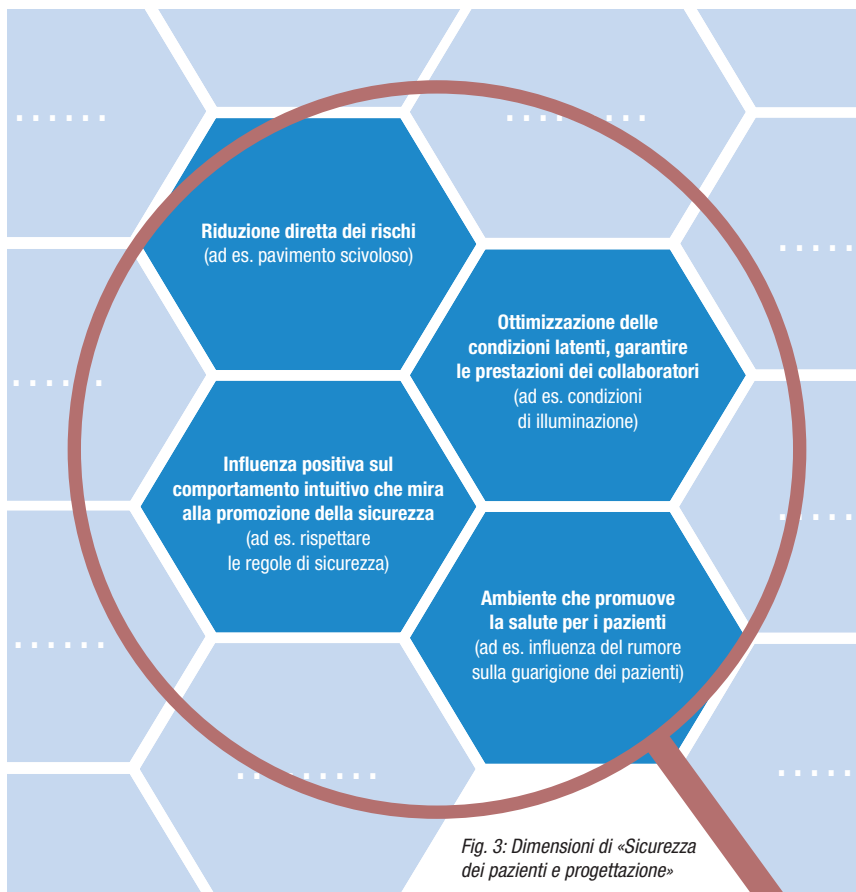 Riduzione diretta dei rischi
(ad es. pavimento scivoloso)
Ottimizzazione delle
condizioni latenti, garantire
le prestazioni dei collaboratori
(ad es. condizioni
di illuminazione)
Influenza positiva sul
comportamento intuitivo che mira
alla promozione della sicurezza
(ad es. rispettare
le regole di sicurezza)
Ambiente che promuove
la salute per i pazienti
(ad es. influenza del rumore
sulla guarigione dei pazienti)
Fig. 3: Dimensioni di «Sicurezza
dei pazienti e progettazione»